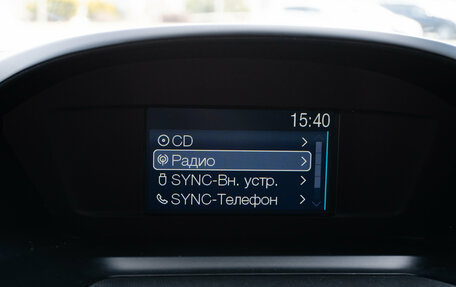 15:40
CD
Радио
SYNC-Вн. устр.
SYNC-Телефон